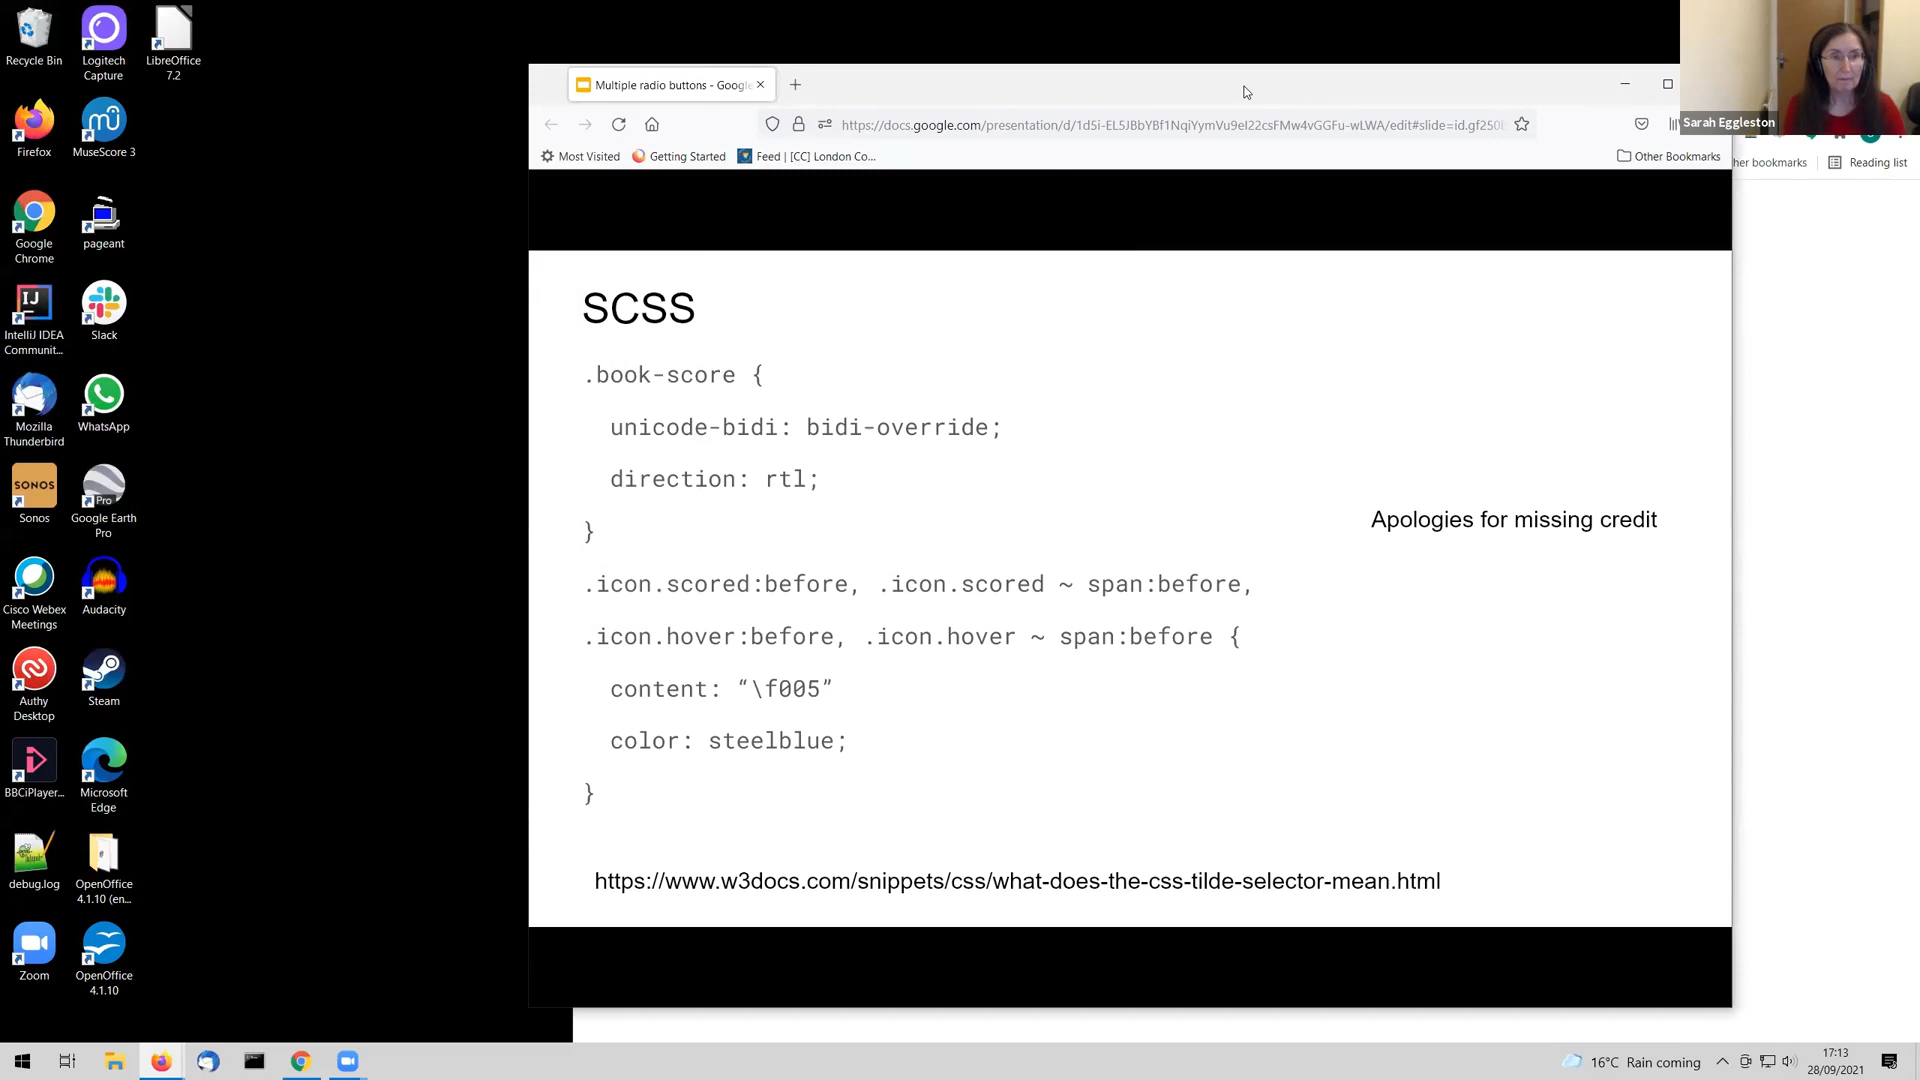 Recycle Bin
Logitech
Capture
LibreOffice
7.2
Firefox
MuseScore 3
Google
Chrome
pageant
IntelliJ IDEA
Communit...
Slack
Mozilla
Thunderbird
WhatsApp
SONOS
Sonos
Pro
Google Earth
Pro
Cisco Webex
Meetings
Audacity
Authy
Desktop
Steam
BBCiPlayer...
Microsoft
Edge
debug.log
OpenOffice
4.1.10 (en...
Zoom
OpenOffice
4.1.10
Multiple radio buttons - Google
https://docs.google.com/presentation/d/1d5i-EL5JBbYBf1NqiYymVu9eI22csFMw4vGGFu-wLWA/edit#slide=id.gf250b
Most Visited
Getting Started
Feed | [CC] London Co...
Other Bookmarks
Sarah Eggleston
her bookmarks
Reading list
SCSS
.book-score {
unicode-bidi: bidi-override;
direction: rtl;
}
Apologies for missing credit
.icon.scored:before, .icon.scored ~ span:before,
.icon.hover:before, .icon.hover ~ span:before {
content: “\f005”
color: steelblue;
}
https://www.w3docs.com/snippets/css/what-does-the-css-tilde-selector-mean.html
16°C Rain coming
17:13
28/09/2021